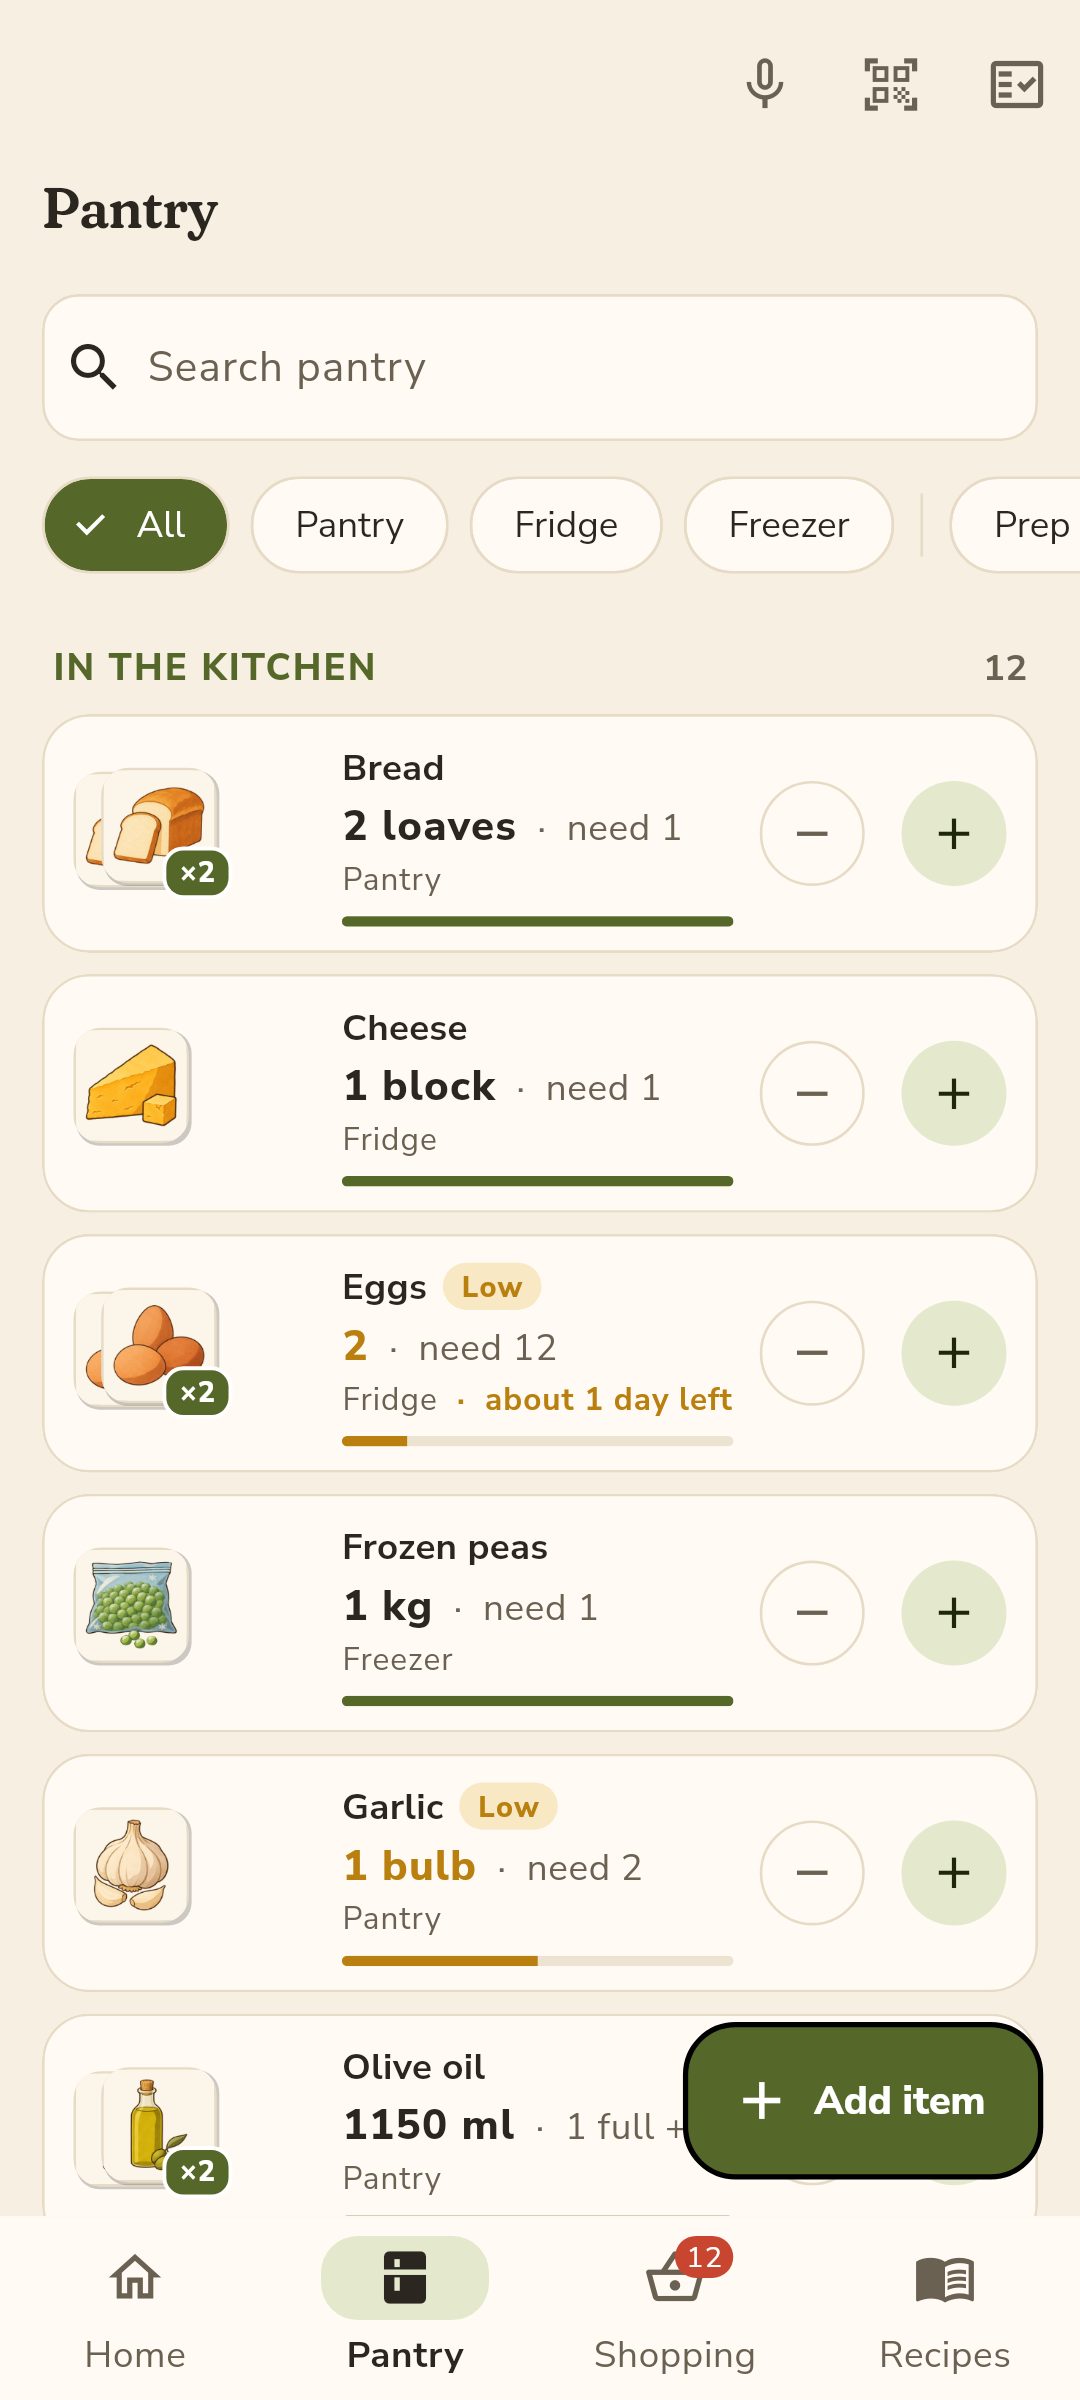 Pantry
Search pantry
All
Pantry
Fridge
Freezer
Prep
IN THE KITCHEN
12
Bread
2 loaves · need 1
Pantry
×2
Cheese
1 block · need 1
Fridge
Eggs Low
2 · need 12
Fridge · about 1 day left
×2
Frozen peas
1 kg · need 1
Freezer
Garlic Low
1 bulb · need 2
Pantry
Olive oil
1150 ml · 1 full +
Pantry
×2
+ Add item
12
Home
Pantry
Shopping
Recipes